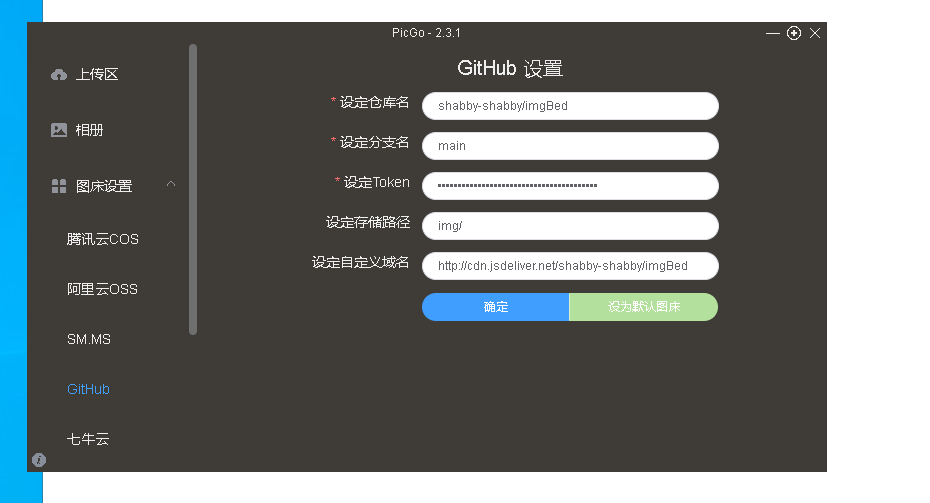 PicGo - 2.3.1
上传区
相册
图床设置
腾讯云COS
阿里云OSS
SM.MS
GitHub
七牛云
GitHub 设置
* 设定仓库名
shabby-shabby/imgBed
* 设定分支名
main
* 设定Token
设定存储路径
img/
设定自定义域名
http://cdn.jsdeliver.net/shabby-shabby/imgBed
确定
设为默认图床